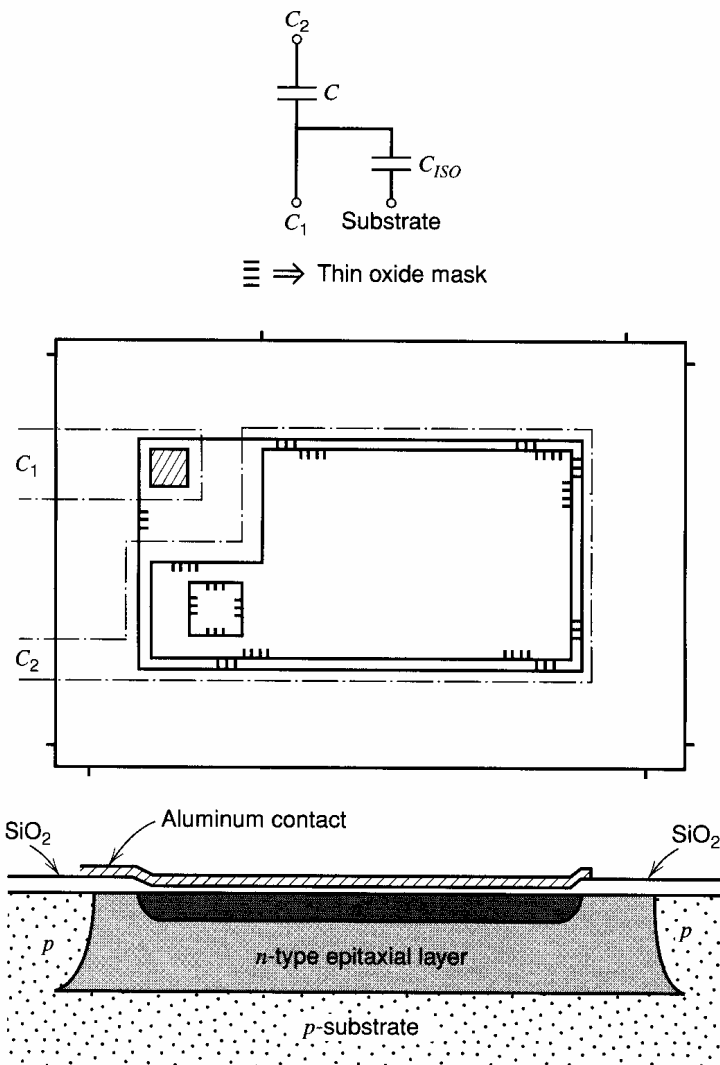 C2
C
CISO
C1
Substrate
⇒ Thin oxide mask
C1
C2
Aluminum contact
SiO2
SiO2
p
p
n-type epitaxial layer
p-substrate